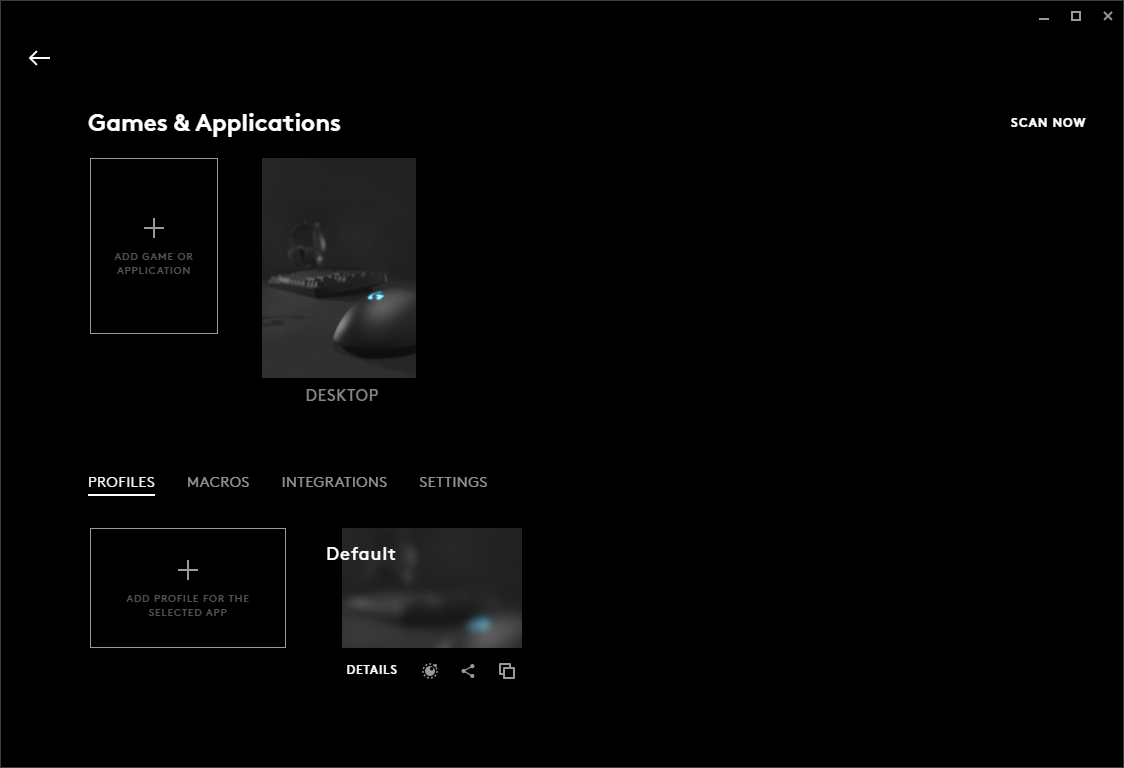 Games & Applications
SCAN NOW
ADD GAME OR
APPLICATION
DESKTOP
PROFILES
MACROS
INTEGRATIONS
SETTINGS
ADD PROFILE FOR THE
SELECTED APP
Default
DETAILS